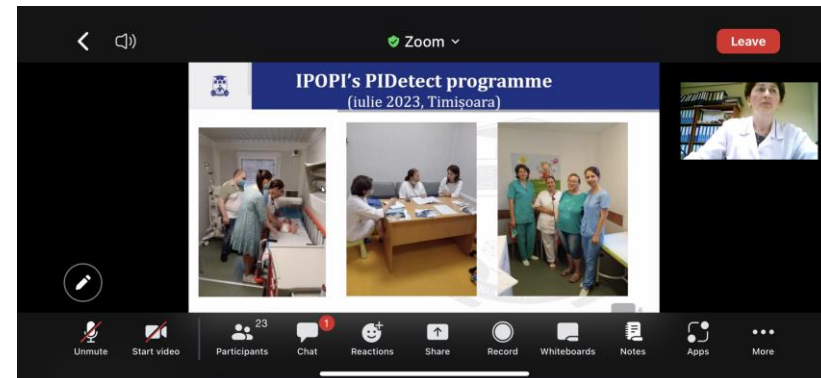 Zoom
Leave
IPOPI's PIDetect programme
(iulie 2023, Timișoara)
23
1
Unmute
Start video
Participants
Chat
Reactions
Share
Record
Whiteboards
Notes
Apps
More